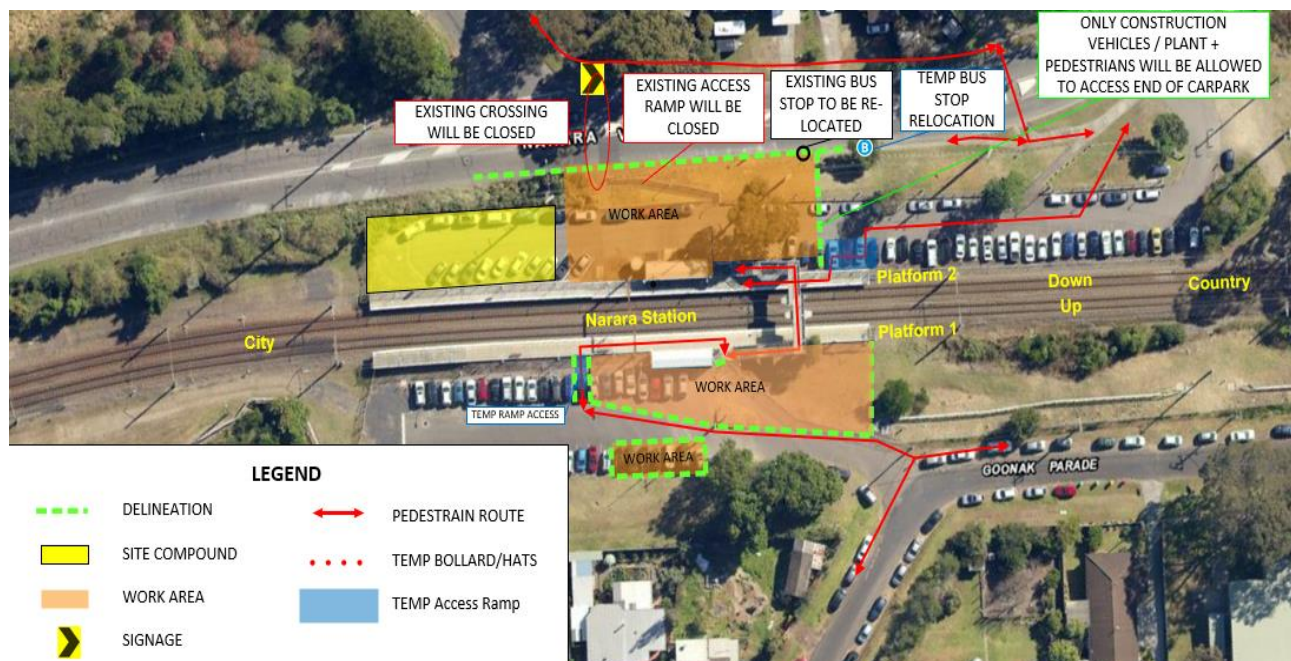 EXISTING CROSSING
WILL BE CLOSED
EXISTING ACCESS
RAMP WILL BE
CLOSED
EXISTING BUS
STOP TO BE RE-
LOCATED
TEMP BUS
STOP
RELOCATION
ONLY CONSTRUCTION
VEHICLES / PLANT +
PEDESTRIANS WILL BE ALLOWED
TO ACCESS END OF CARPARK
B
WORK AREA
Platform 2
Down
Up
Country
City
Narara Station
Platform 1
WORK AREA
TEMP RAMP ACCESS
WORK AREA
GOONAK PARADE
LEGEND
DELINEATION
SITE COMPOUND
WORK AREA
SIGNAGE
PEDESTRAIN ROUTE
TEMP BOLLARD/HATS
TEMP Access Ramp